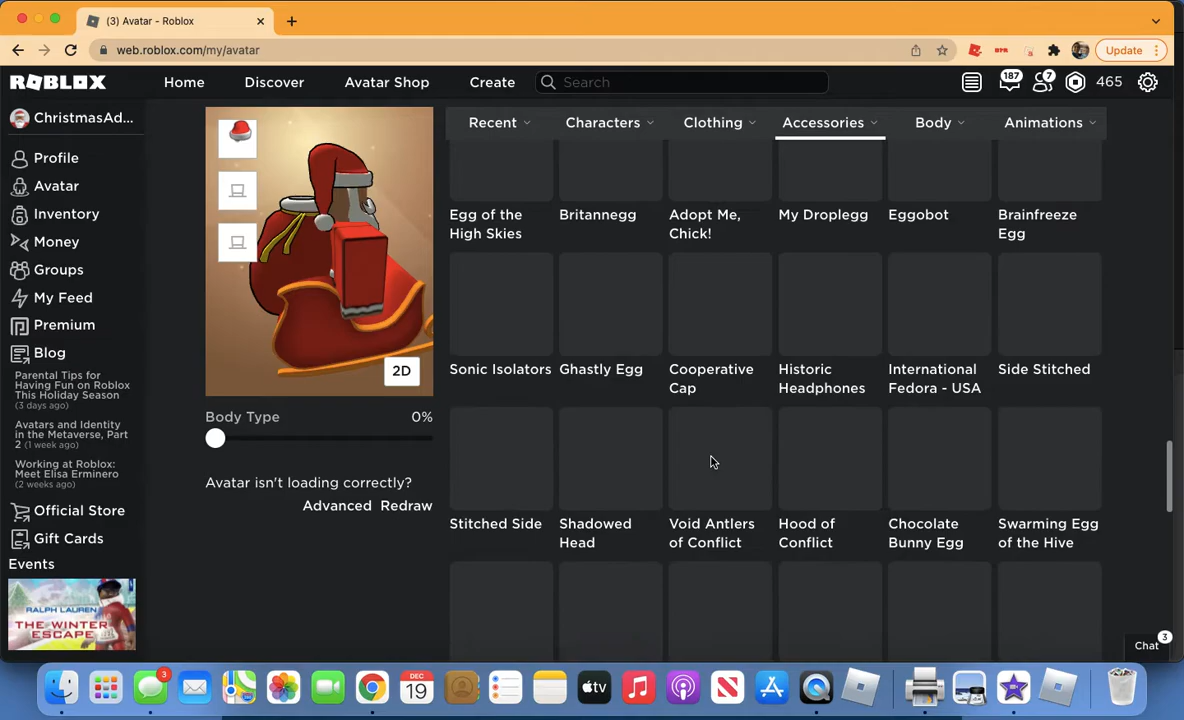 (3) Avatar - Roblox
web.roblox.com/my/avatar
Update
ROBLOX
Home
Discover
Avatar Shop
Create
Search
187
7
465
ChristmasAd...
Profile
Avatar
Inventory
Money
Groups
My Feed
Premium
Blog
Parental Tips for
Having Fun on Roblox
This Holiday Season
(3 days ago)
Avatars and Identity
in the Metaverse, Part
2 (1 week ago)
Working at Roblox:
Meet Elisa Erminero
(2 weeks ago)
Official Store
Gift Cards
Events
RALPH LAUREN
THE WINTER
ESCAPE
2D
Body Type 0%
Avatar isn't loading correctly?
Advanced Redraw
Recent
Characters
Clothing
Accessories
Body
Animations
Egg of the
High Skies
Britannegg
Adopt Me,
Chick!
My Droplegg
Eggobot
Brainfreeze
Egg
Sonic Isolators
Ghastly Egg
Cooperative
Cap
Historic
Headphones
International
Fedora - USA
Side Stitched
Stitched Side
Shadowed
Head
Void Antlers
of Conflict
Hood of
Conflict
Chocolate
Bunny Egg
Swarming Egg
of the Hive
Chat
3
3
DEC
19
tv